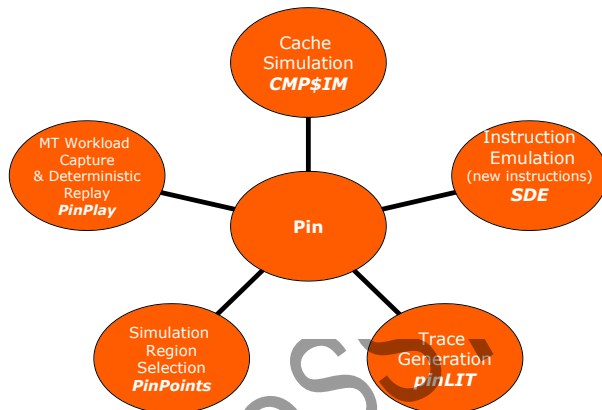 Cache
Simulation
CMP$IM
MT Workload
Capture
& Deterministic
Replay
PinPlay
Instruction
Emulation
(new instructions)
SDE
Pin
Simulation
Region
Selection
PinPoints
Trace
Generation
pinLIT